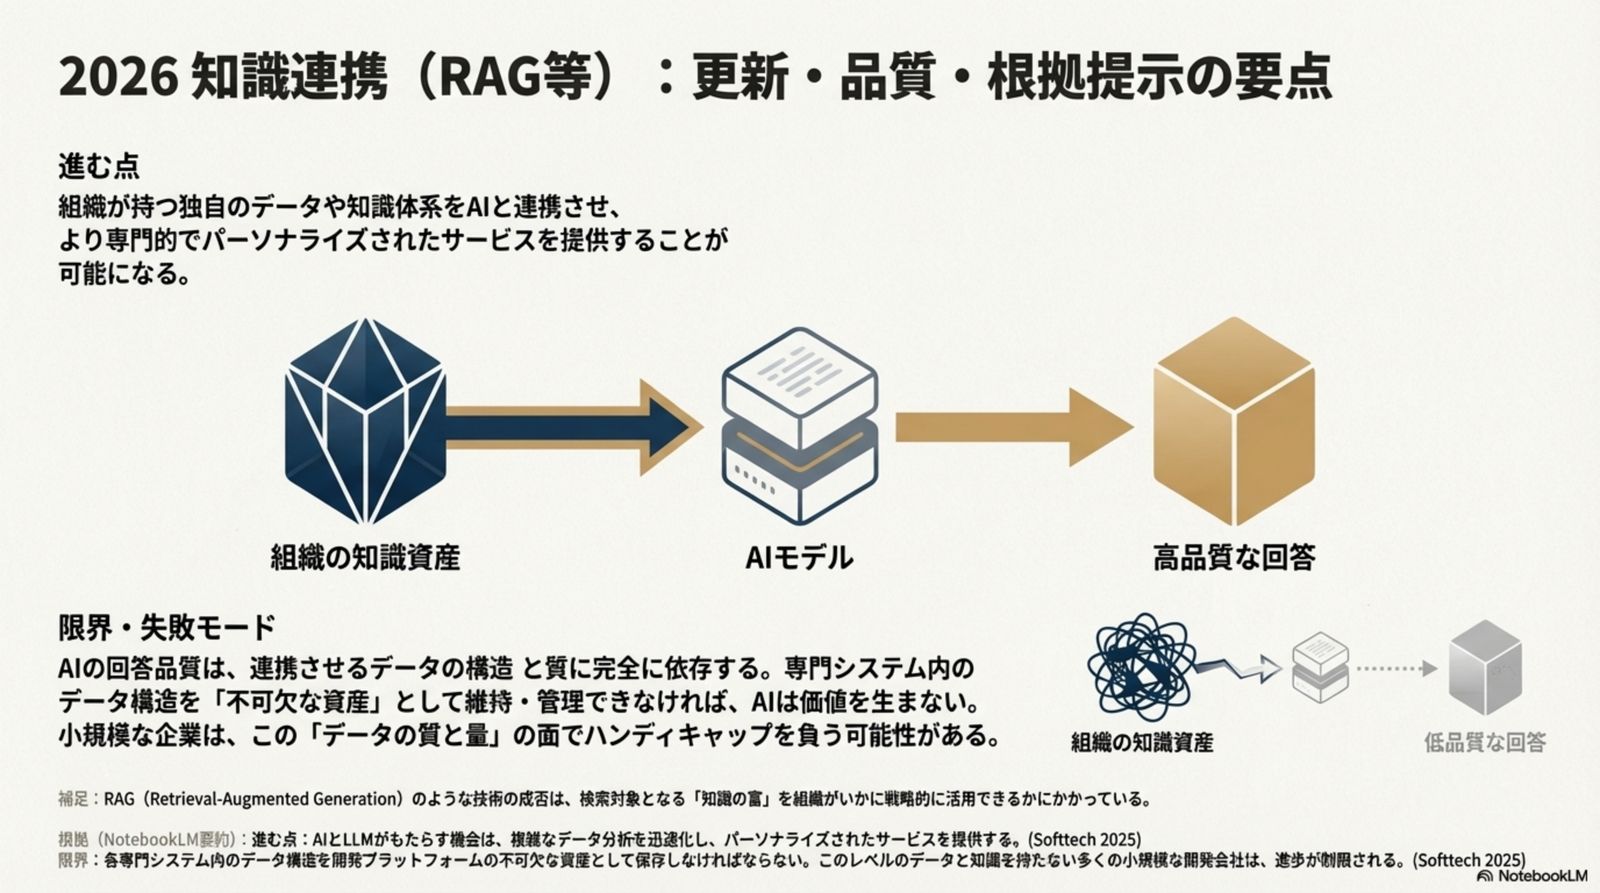 2026 知識連携（RAG等）：更新・品質・根拠提示の要点
進む点
組織が持つ独自のデータや知識体系をAIと連携させ、
より専門的でパーソナライズされたサービスを提供することが
可能になる。
組織の知識資産
AIモデル
高品質な回答
限界・失敗モード
AIの回答品質は、連携させるデータの構造 と質に完全に依存する。専門システム内の
データ構造を「不可欠な資産」として維持・管理できなければ、AIは価値を生まない。
小規模な企業は、この「データの質と量」の面でハンディキャップを負う可能性がある。
組織の知識資産
低品質な回答
補足：RAG（Retrieval-Augmented Generation）のような技術の成否は、検索対象となる「知識の富」を組織がいかに戦略的に活用できるかにかかっている。
根拠（NotebookLM要約）：進む点：AIとLLMがもたらす機会は、複雑なデータ分析を迅速化し、パーソナライズされたサービスを提供する。(Softtech 2025)
限界：各専門システム内のデータ構造を開発プラットフォームの不可欠な資産として保存しなければならない。このレベルのデータと知識を持たない多くの小規模な開発会社は、進歩が制限される。(Softtech 2025)
NotebookLM